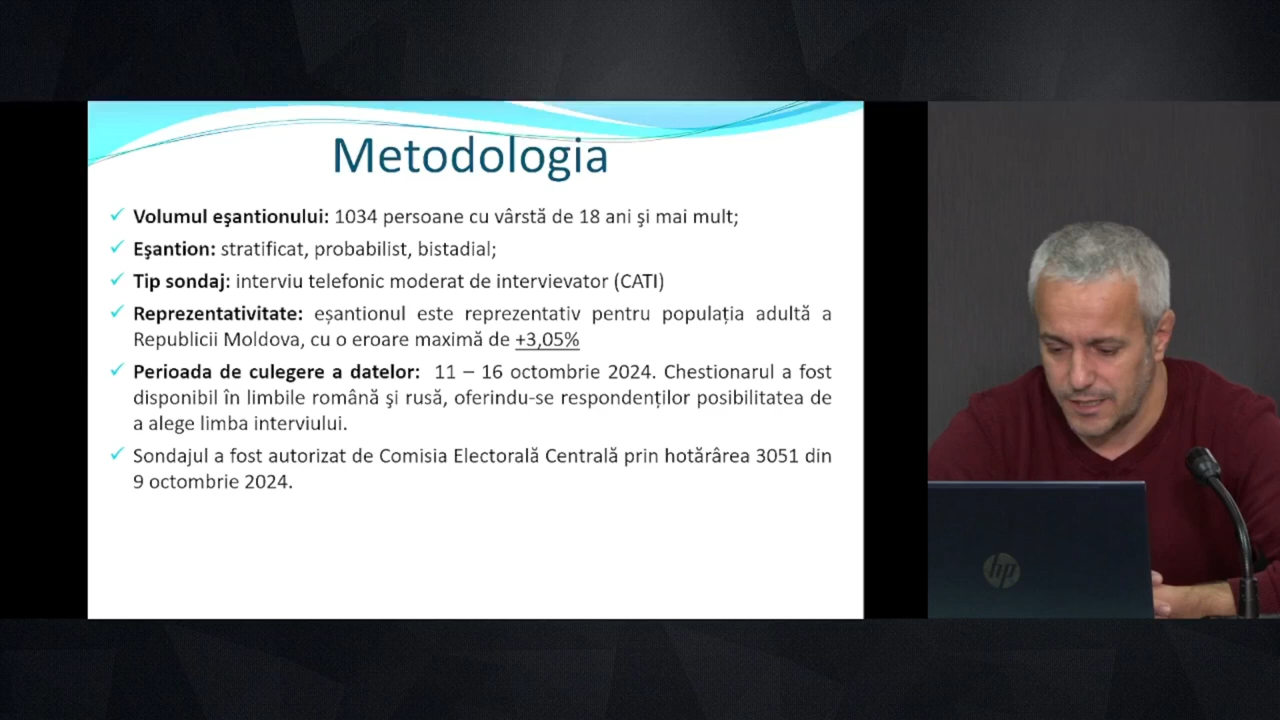 Metodologia
Volumul eşantionului: 1034 persoane cu vârstă de 18 ani şi mai mult;
Eşantion: stratificat, probabilist, bistadial;
Tip sondaj: interviu telefonic moderat de intervievator (CATI)
Reprezentativitate: eșantionul este reprezentativ pentru populația adultă a
Republicii Moldova, cu o eroare maximă de +3,05%
Perioada de culegere a datelor: 11 – 16 octombrie 2024. Chestionarul a fost
disponibil în limbile română şi rusă, oferindu-se respondenților posibilitatea de
a alege limba interviului.
Sondajul a fost autorizat de Comisia Electorală Centrală prin hotărârea 3051 din
9 octombrie 2024.
hp